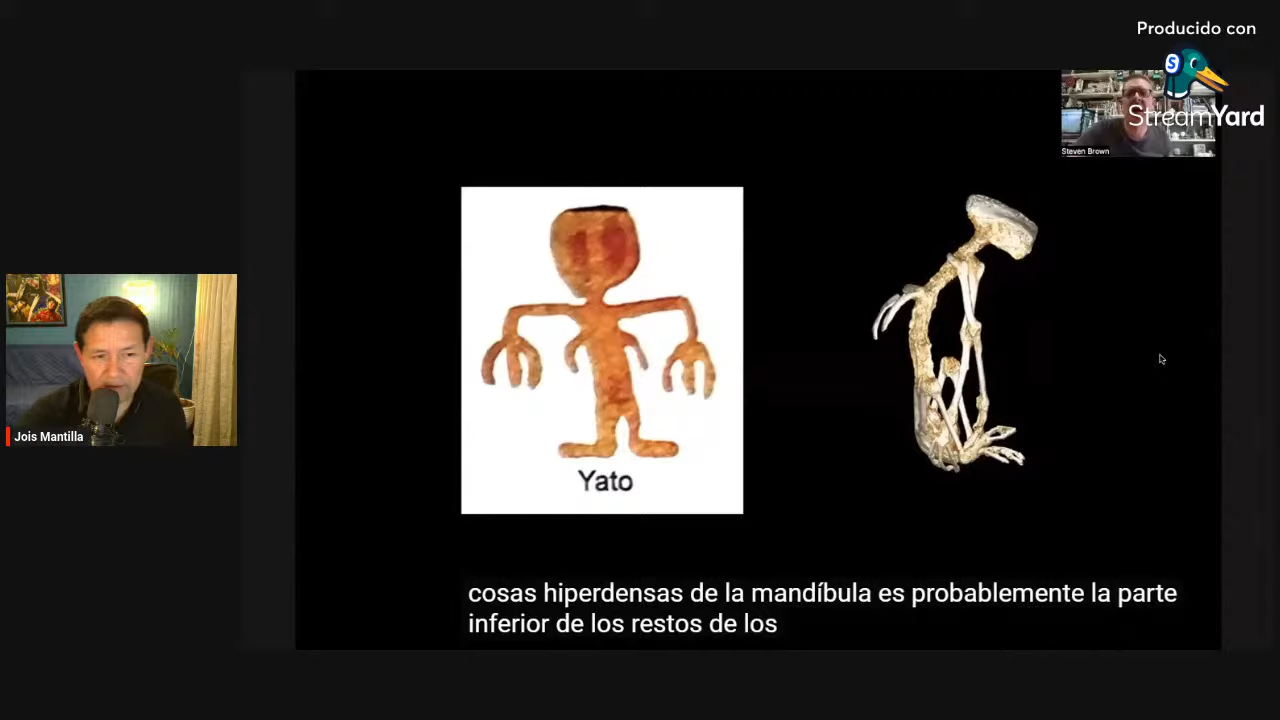 Producido con
StreamYard
Steven Brown
Jois Mantilla
Yato
cosas hiperdensas de la mandíbula es probablemente la parte
inferior de los restos de los